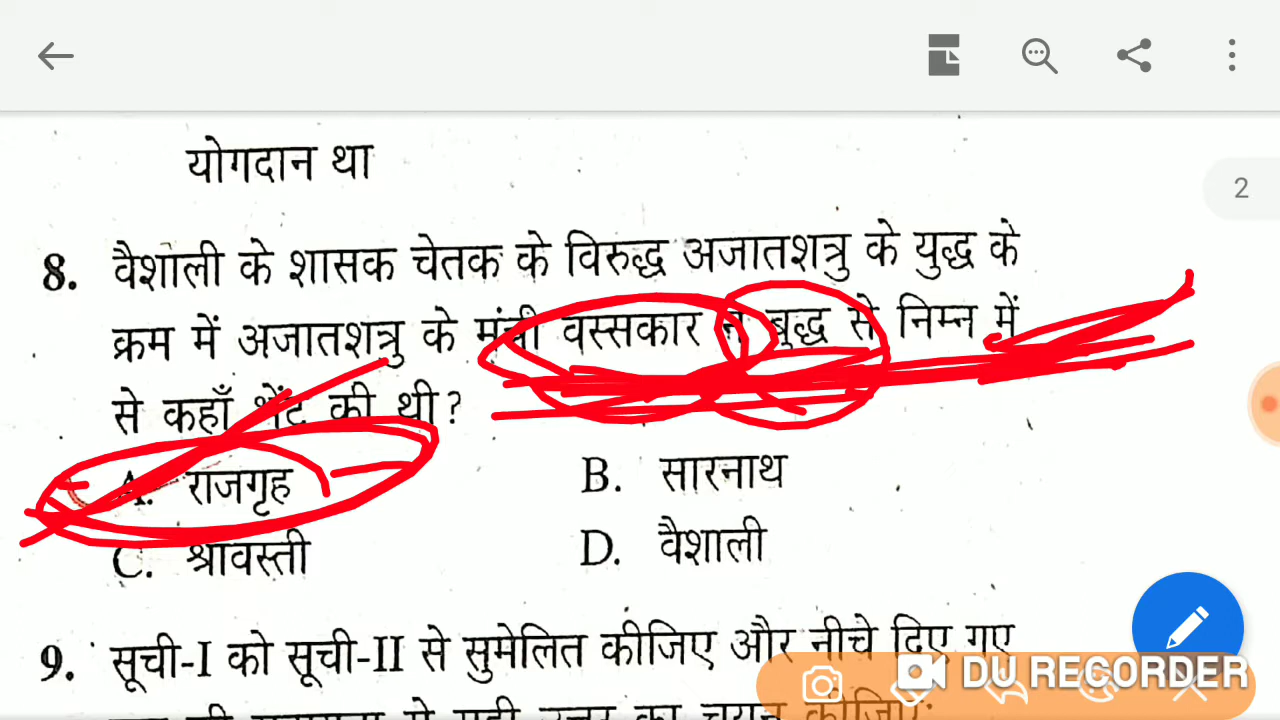 2
योगदान था
8. वैशाली के शासक चेतक के विरुद्ध अजातशत्रु के युद्ध के
क्रम में अजातशत्रु के मंत्री वस्सकार ने बुद्ध से निम्न में
से कहाँ भेंट की थी?
A. राजगृह B. सारनाथ
C. श्रावस्ती D. वैशाली
9. सूची-I को सूची-II से सुमेलित कीजिए और नीचे दिए गए
कीजिए:
DU RECORDER